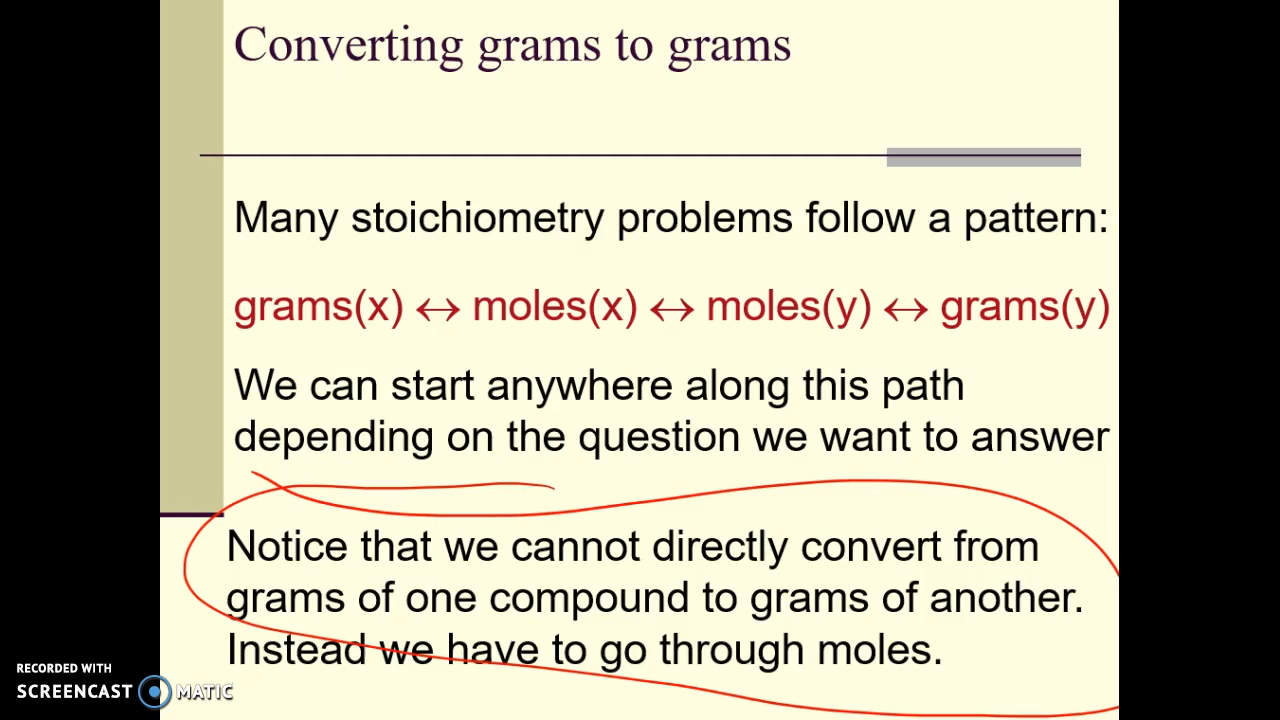 Converting grams to grams
Many stoichiometry problems follow a pattern:
grams(x) ↔ moles(x) ↔ moles(y) ↔ grams(y)
We can start anywhere along this path
depending on the question we want to answer
Notice that we cannot directly convert from
grams of one compound to grams of another.
Instead we have to go through moles.
RECORDED WITH
SCREENCAST MATIC